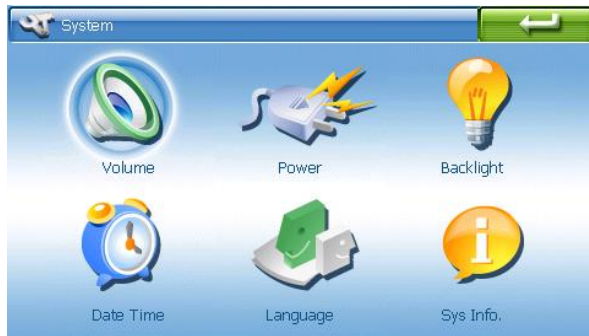 System
Volume
Power
Backlight
Date Time
Language
Sys Info.